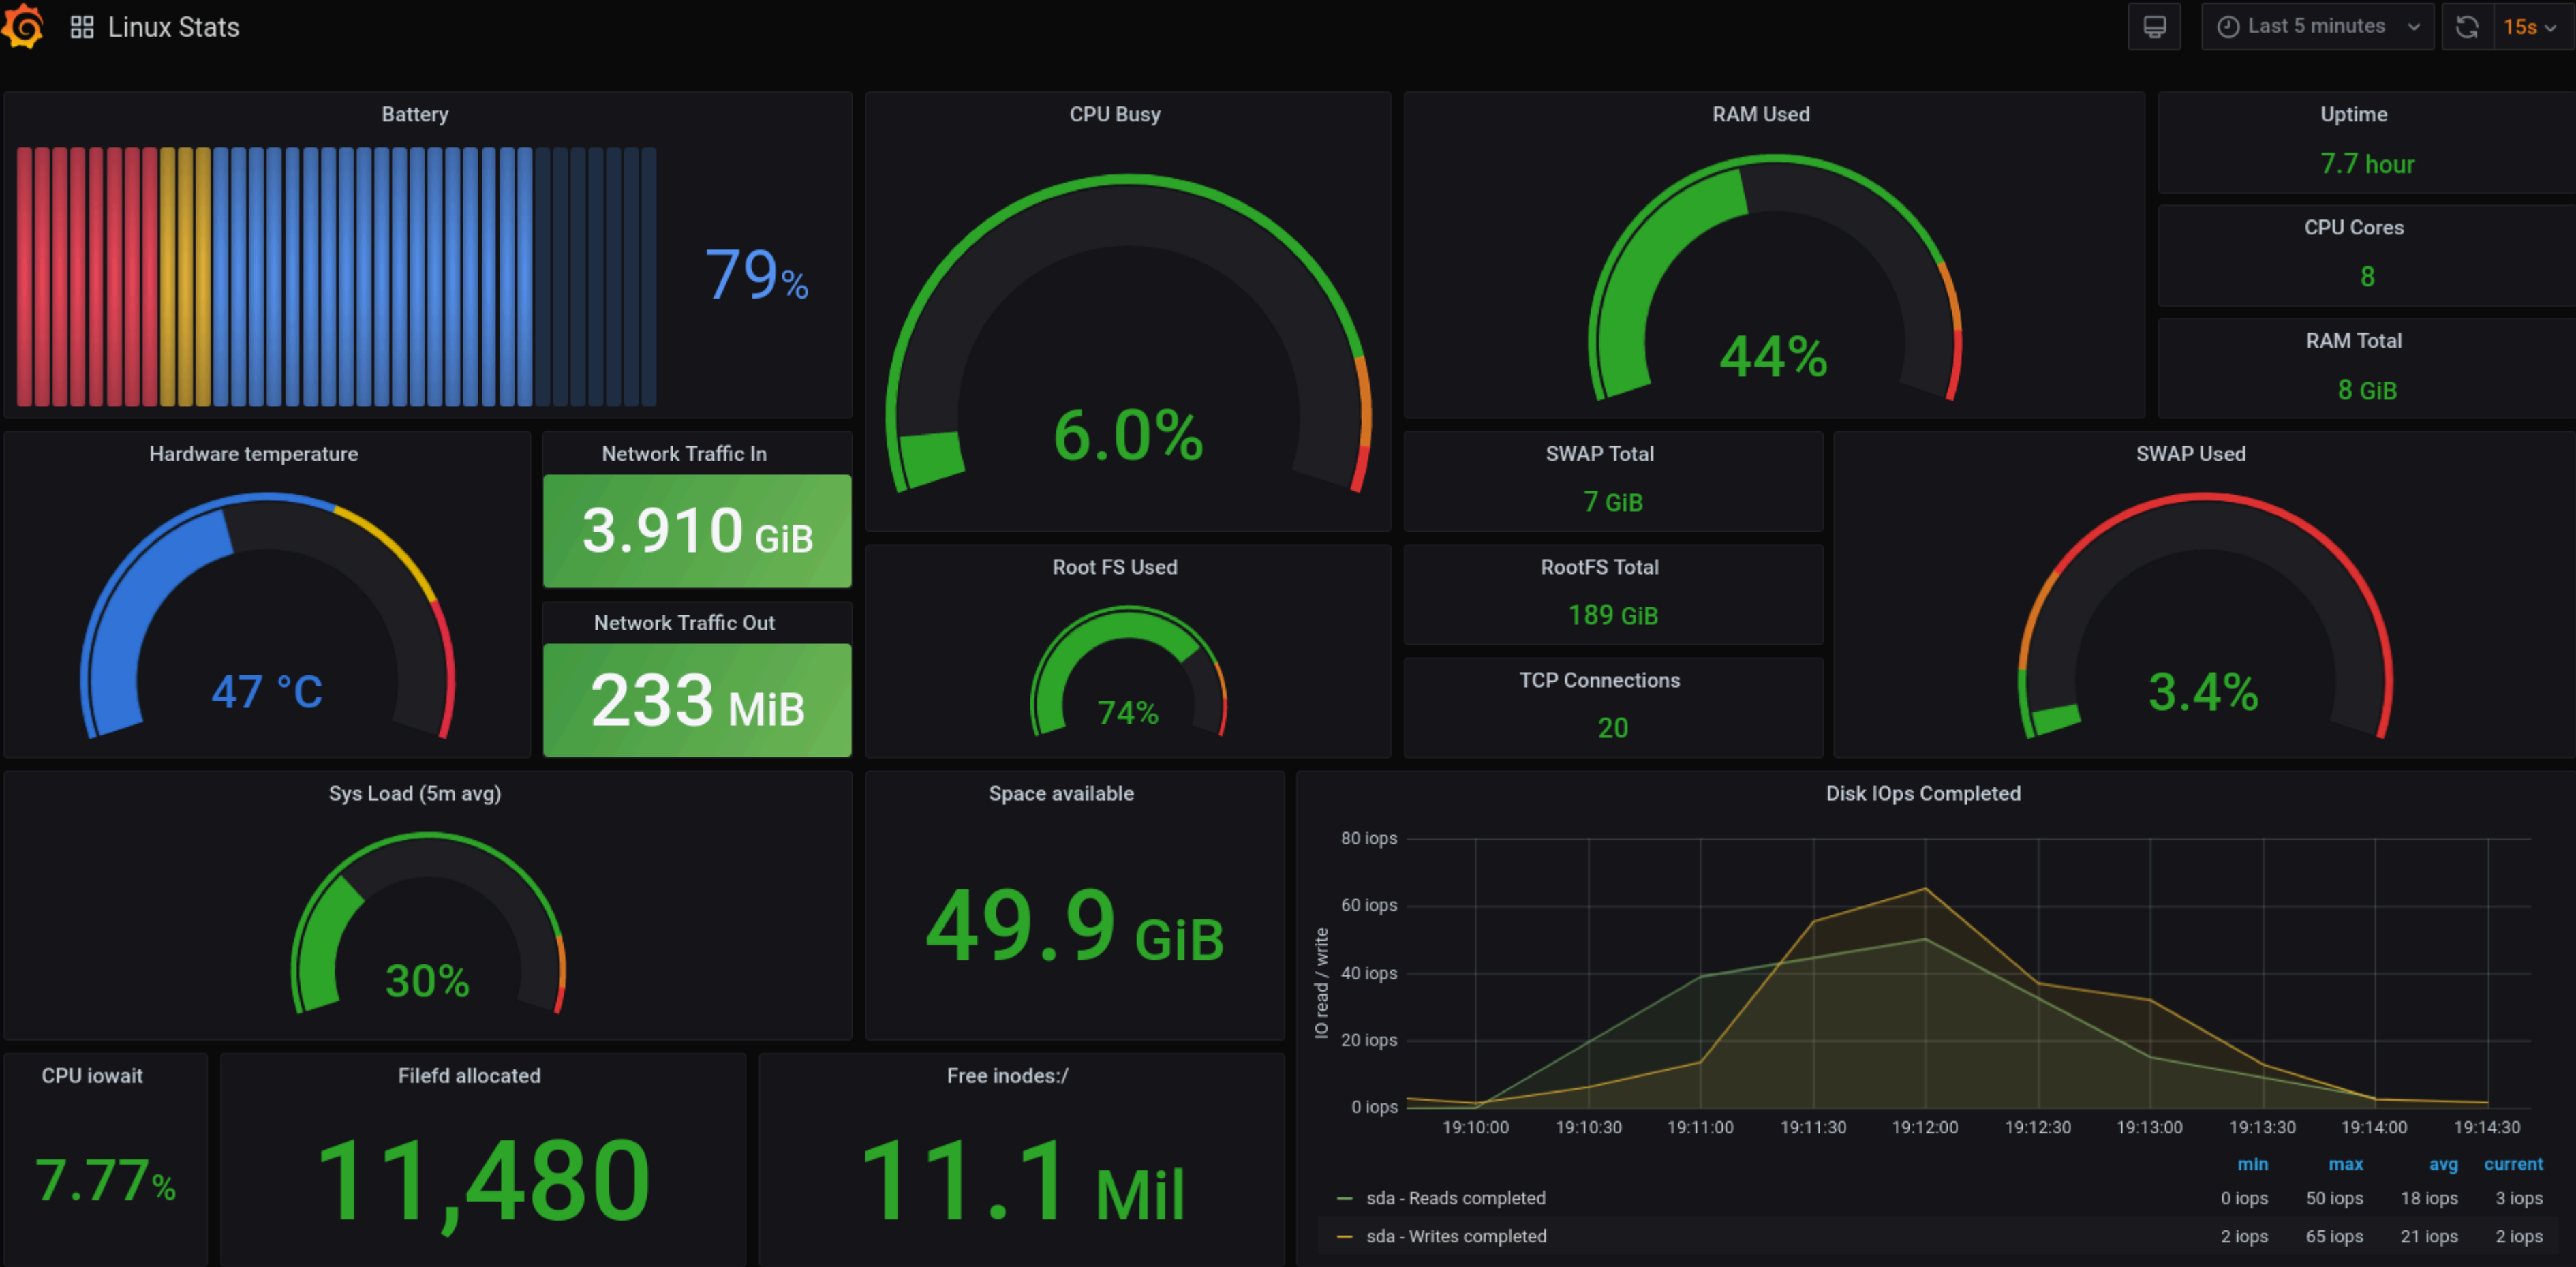 Linux Stats
Last 5 minutes
15s
Battery
79%
CPU Busy
6.0%
RAM Used
44%
Uptime
7.7 hour
CPU Cores
8
RAM Total
8 GiB
Hardware temperature
47 °C
Network Traffic In
3.910 GiB
Network Traffic Out
233 MiB
Root FS Used
74%
SWAP Total
7 GiB
RootFS Total
189 GiB
TCP Connections
20
SWAP Used
3.4%
Sys Load (5m avg)
30%
Space available
49.9 GiB
Disk IOps Completed
IO read / write
80 iops
60 iops
40 iops
20 iops
0 iops
19:10:00 19:10:30 19:11:00 19:11:30 19:12:00 19:12:30 19:13:00 19:13:30 19:14:00 19:14:30
min max avg current
sda - Reads completed 0 iops 50 iops 18 iops 3 iops
sda - Writes completed 2 iops 65 iops 21 iops 2 iops
CPU iowait
7.77%
Filefd allocated
11,480
Free inodes:/
11.1 Mil